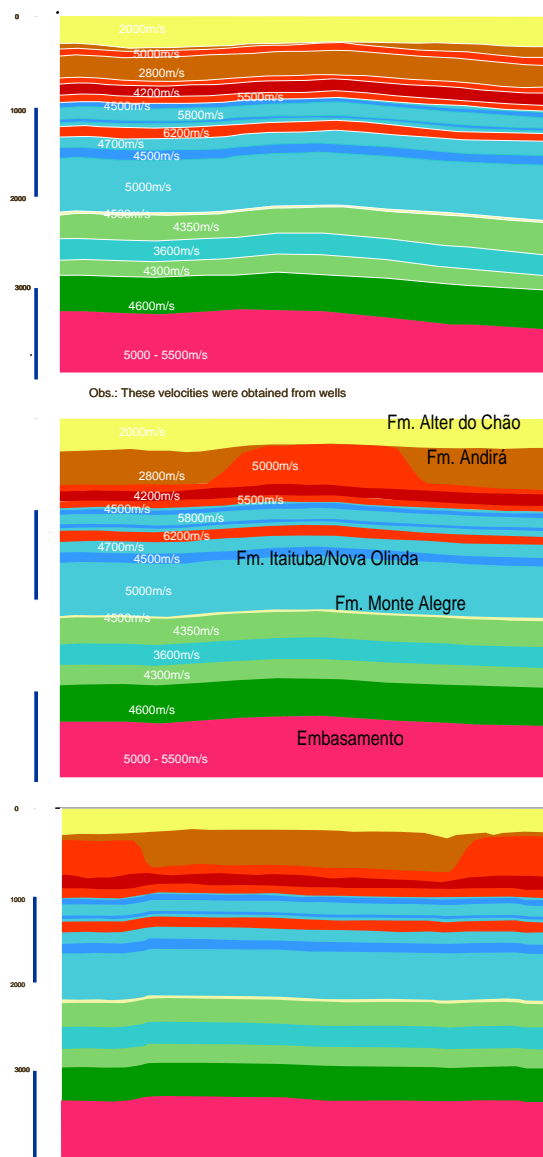 0
2000m/s
5000m/s
2800m/s
4200m/s
5500m/s
1000
4500m/s
5800m/s
6200m/s
4700m/s
4500m/s
5000m/s
2000
4500m/s
4350m/s
3600m/s
4300m/s
3000
4600m/s
5000 - 5500m/s
Obs.: These velocities were obtained from wells
Fm. Alter do Chão
2000m/s
Fm. Andirá
5000m/s
2800m/s
4200m/s
5500m/s
4500m/s
5800m/s
6200m/s
4700m/s
Fm. Itaituba/Nova Olinda
4500m/s
5000m/s
Fm. Monte Alegre
4500m/s
4350m/s
3600m/s
4300m/s
4600m/s
Embasamento
5000 - 5500m/s
0
1000
2000
3000